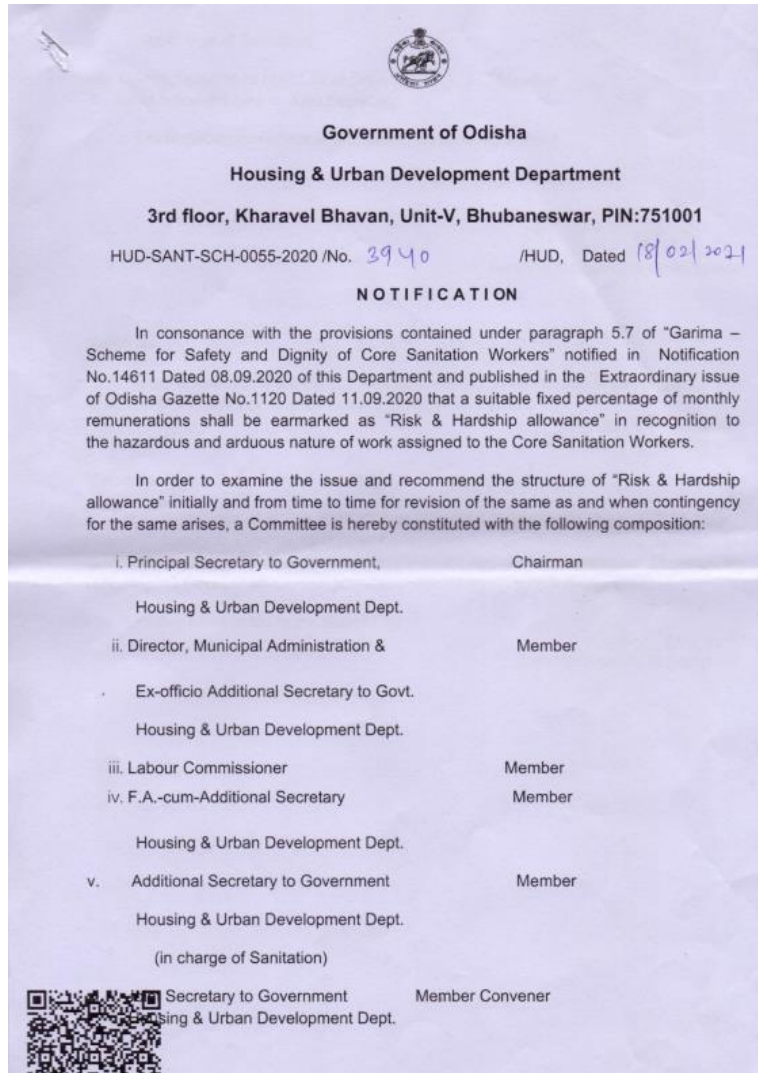 Government of Odisha
Housing & Urban Development Department
3rd floor, Kharavel Bhavan, Unit-V, Bhubaneswar, PIN:751001
HUD-SANT-SCH-0055-2020 /No. 3940 /HUD, Dated 18/02/2021
NOTIFICATION
In consonance with the provisions contained under paragraph 5.7 of "Garima –
Scheme for Safety and Dignity of Core Sanitation Workers" notified in Notification
No.14611 Dated 08.09.2020 of this Department and published in the Extraordinary issue
of Odisha Gazette No.1120 Dated 11.09.2020 that a suitable fixed percentage of monthly
remunerations shall be earmarked as "Risk & Hardship allowance" in recognition to
the hazardous and arduous nature of work assigned to the Core Sanitation Workers.
In order to examine the issue and recommend the structure of "Risk & Hardship
allowance" initially and from time to time for revision of the same as and when contingency
for the same arises, a Committee is hereby constituted with the following composition:
i. Principal Secretary to Government, Chairman
Housing & Urban Development Dept.
ii. Director, Municipal Administration & Member
Ex-officio Additional Secretary to Govt.
Housing & Urban Development Dept.
iii. Labour Commissioner Member
iv. F.A.-cum-Additional Secretary Member
Housing & Urban Development Dept.
v. Additional Secretary to Government Member
Housing & Urban Development Dept.
(in charge of Sanitation)
Secretary to Government Member Convener
& Urban Development Dept.